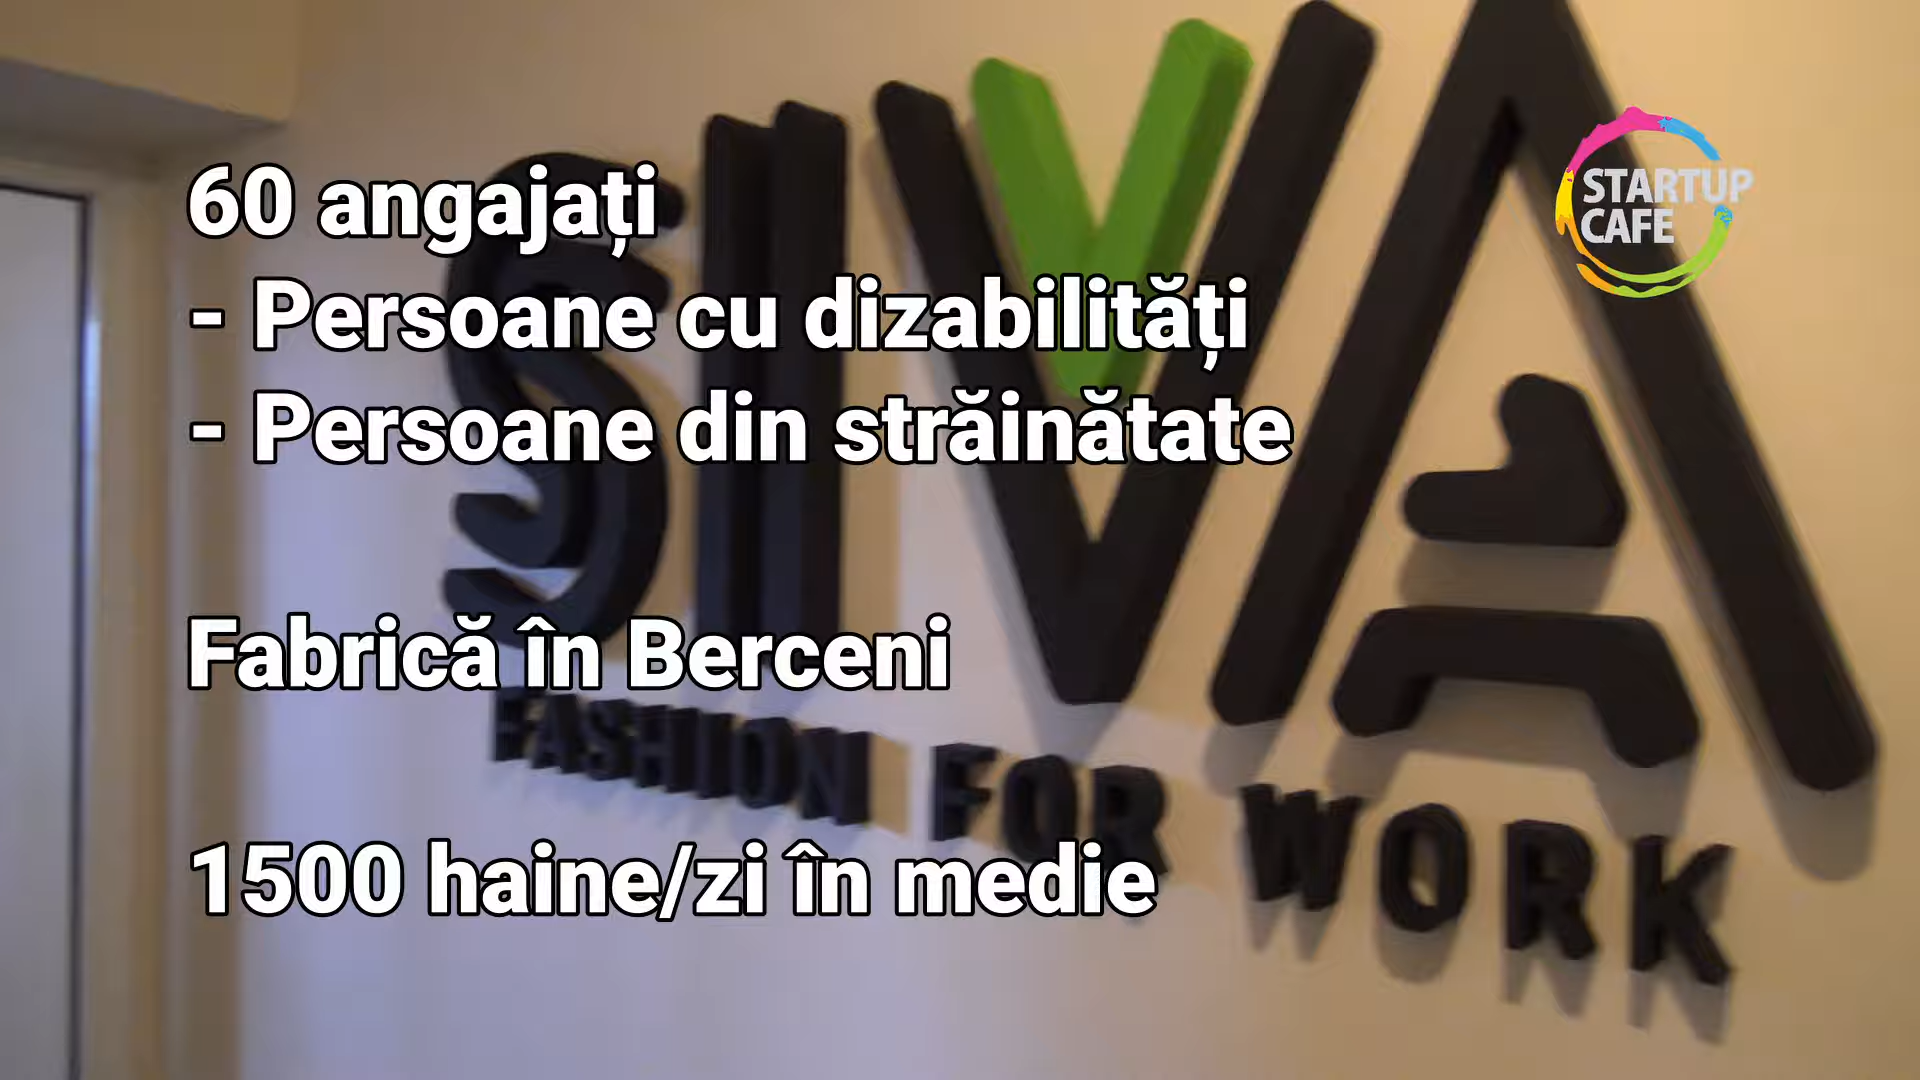 60 angajați
- Persoane cu dizabilități
- Persoane din străinătate
Fabrică în Berceni
1500 haine/zi în medie
STARTUP
CAFE
SIVVA
FASHION FOR WORK